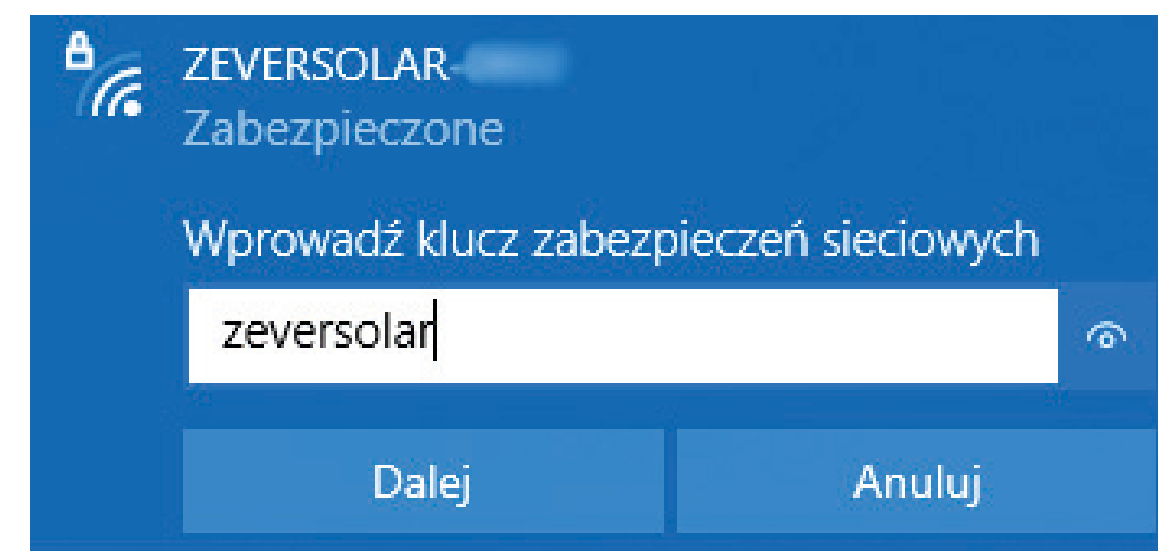 ZEVERSOLAR-
Zabezpieczone
Wprowadź klucz zabezpieczeń sieciowych
zeversolar
Dalej
Anuluj